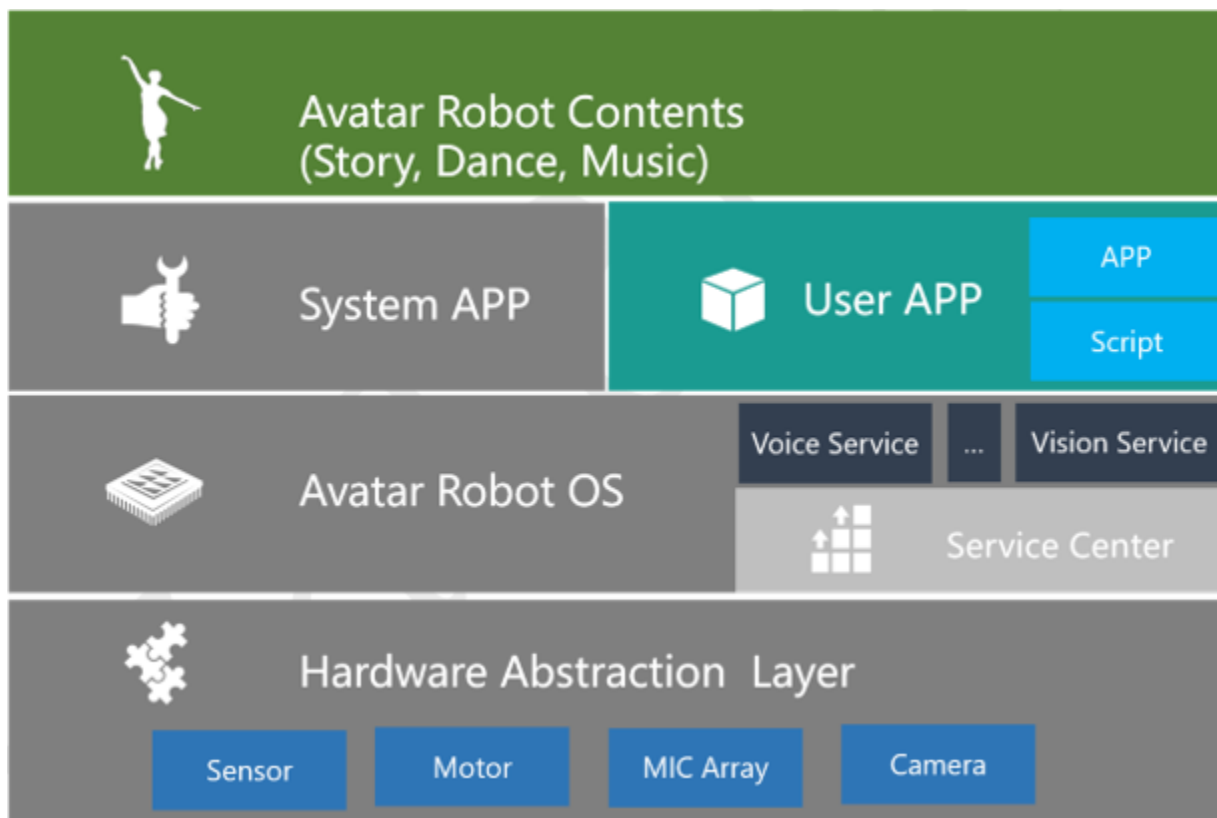 Avatar Robot Contents
(Story, Dance, Music)
System APP
User APP
APP
Script
Avatar Robot OS
Voice Service
...
Vision Service
Service Center
Hardware Abstraction Layer
Sensor
Motor
MIC Array
Camera